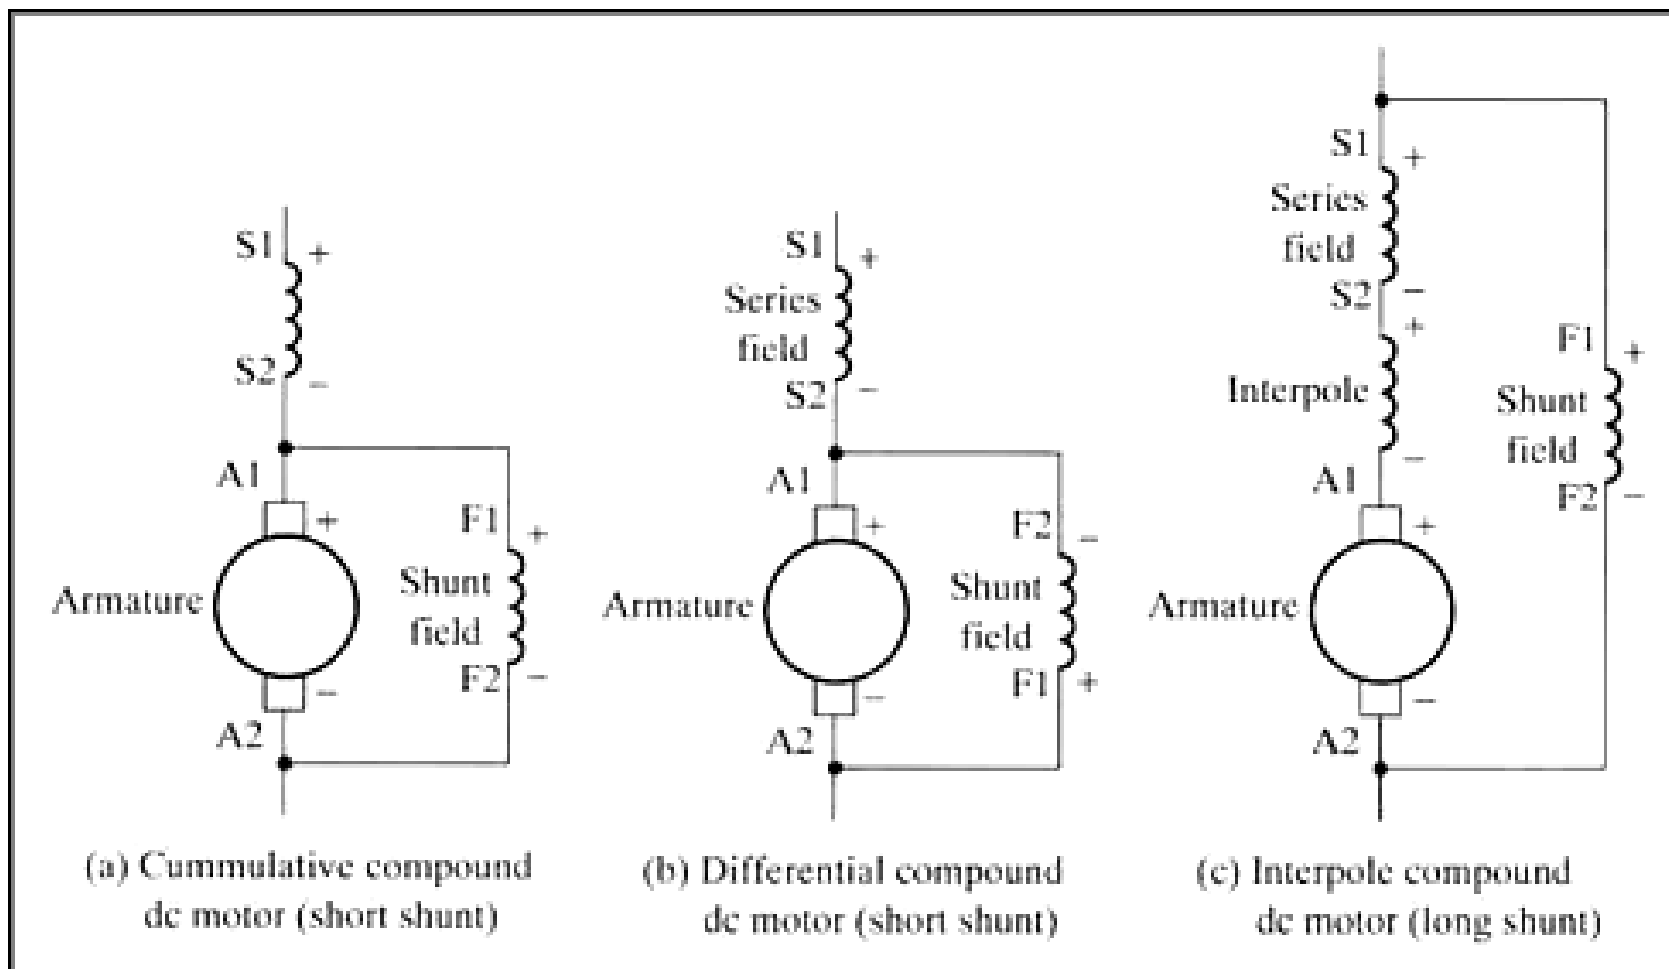 S1
+
S2
−
A1
+
F1
+
Armature
Shunt
field
F2
−
−
A2
(a) Cummulative compound
dc motor (short shunt)
S1
+
Series
field
S2
−
A1
+
F2
−
Armature
Shunt
field
F1
+
−
A2
(b) Differential compound
dc motor (short shunt)
S1
+
Series
field
S2
−
+
Interpole
−
F1
+
Shunt
field
F2
−
A1
+
Armature
−
A2
(c) Interpole compound
dc motor (long shunt)